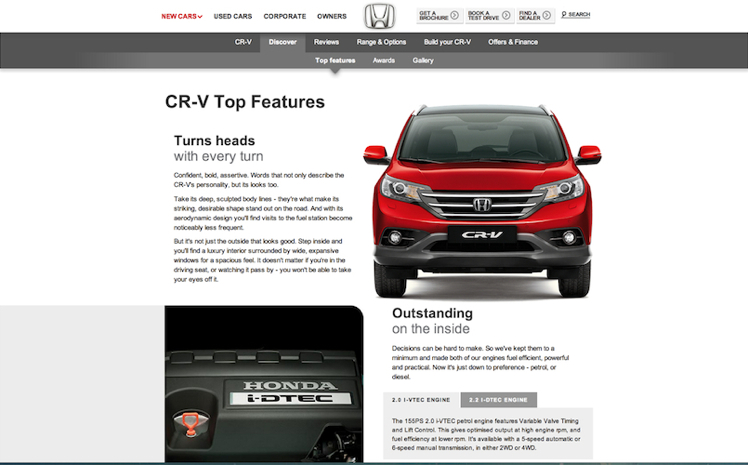 NEW CARS USED CARS CORPORATE OWNERS
GET A BROCHURE
BOOK A TEST DRIVE
FIND A DEALER
SEARCH
CR-V Discover Reviews Range & Options Build your CR-V Offers & Finance
Top features Awards Gallery
CR-V Top Features
Turns heads
with every turn
Confident, bold, assertive. Words that not only describe the
CR-V's personality, but its looks too.
Take its deep, sculpted body lines - they're what make its
striking, desirable shape stand out on the road. And with its
aerodynamic design you'll find visits to the fuel station become
noticeably less frequent.
But it's not just the outside that looks good. Step inside and
you'll find a luxury interior surrounded by wide, expansive
windows for a spacious feel. It doesn't matter if you're in the
driving seat, or watching it pass by - you won't be able to take
your eyes off it.
CR-V
HONDA
i-DTEC
Outstanding
on the inside
Decisions can be hard to make. So we've kept them to a
minimum and made both of our engines fuel efficient, powerful
and practical. Now it's just down to preference - petrol, or
diesel.
2.0 I-VTEC ENGINE 2.2 I-DTEC ENGINE
The 155PS 2.0 i-VTEC petrol engine features Variable Valve Timing
and Lift Control. This gives optimised output at high engine rpm, and
fuel efficiency at lower rpm. It's available with a 5-speed automatic or
6-speed manual transmission, in either 2WD or 4WD.